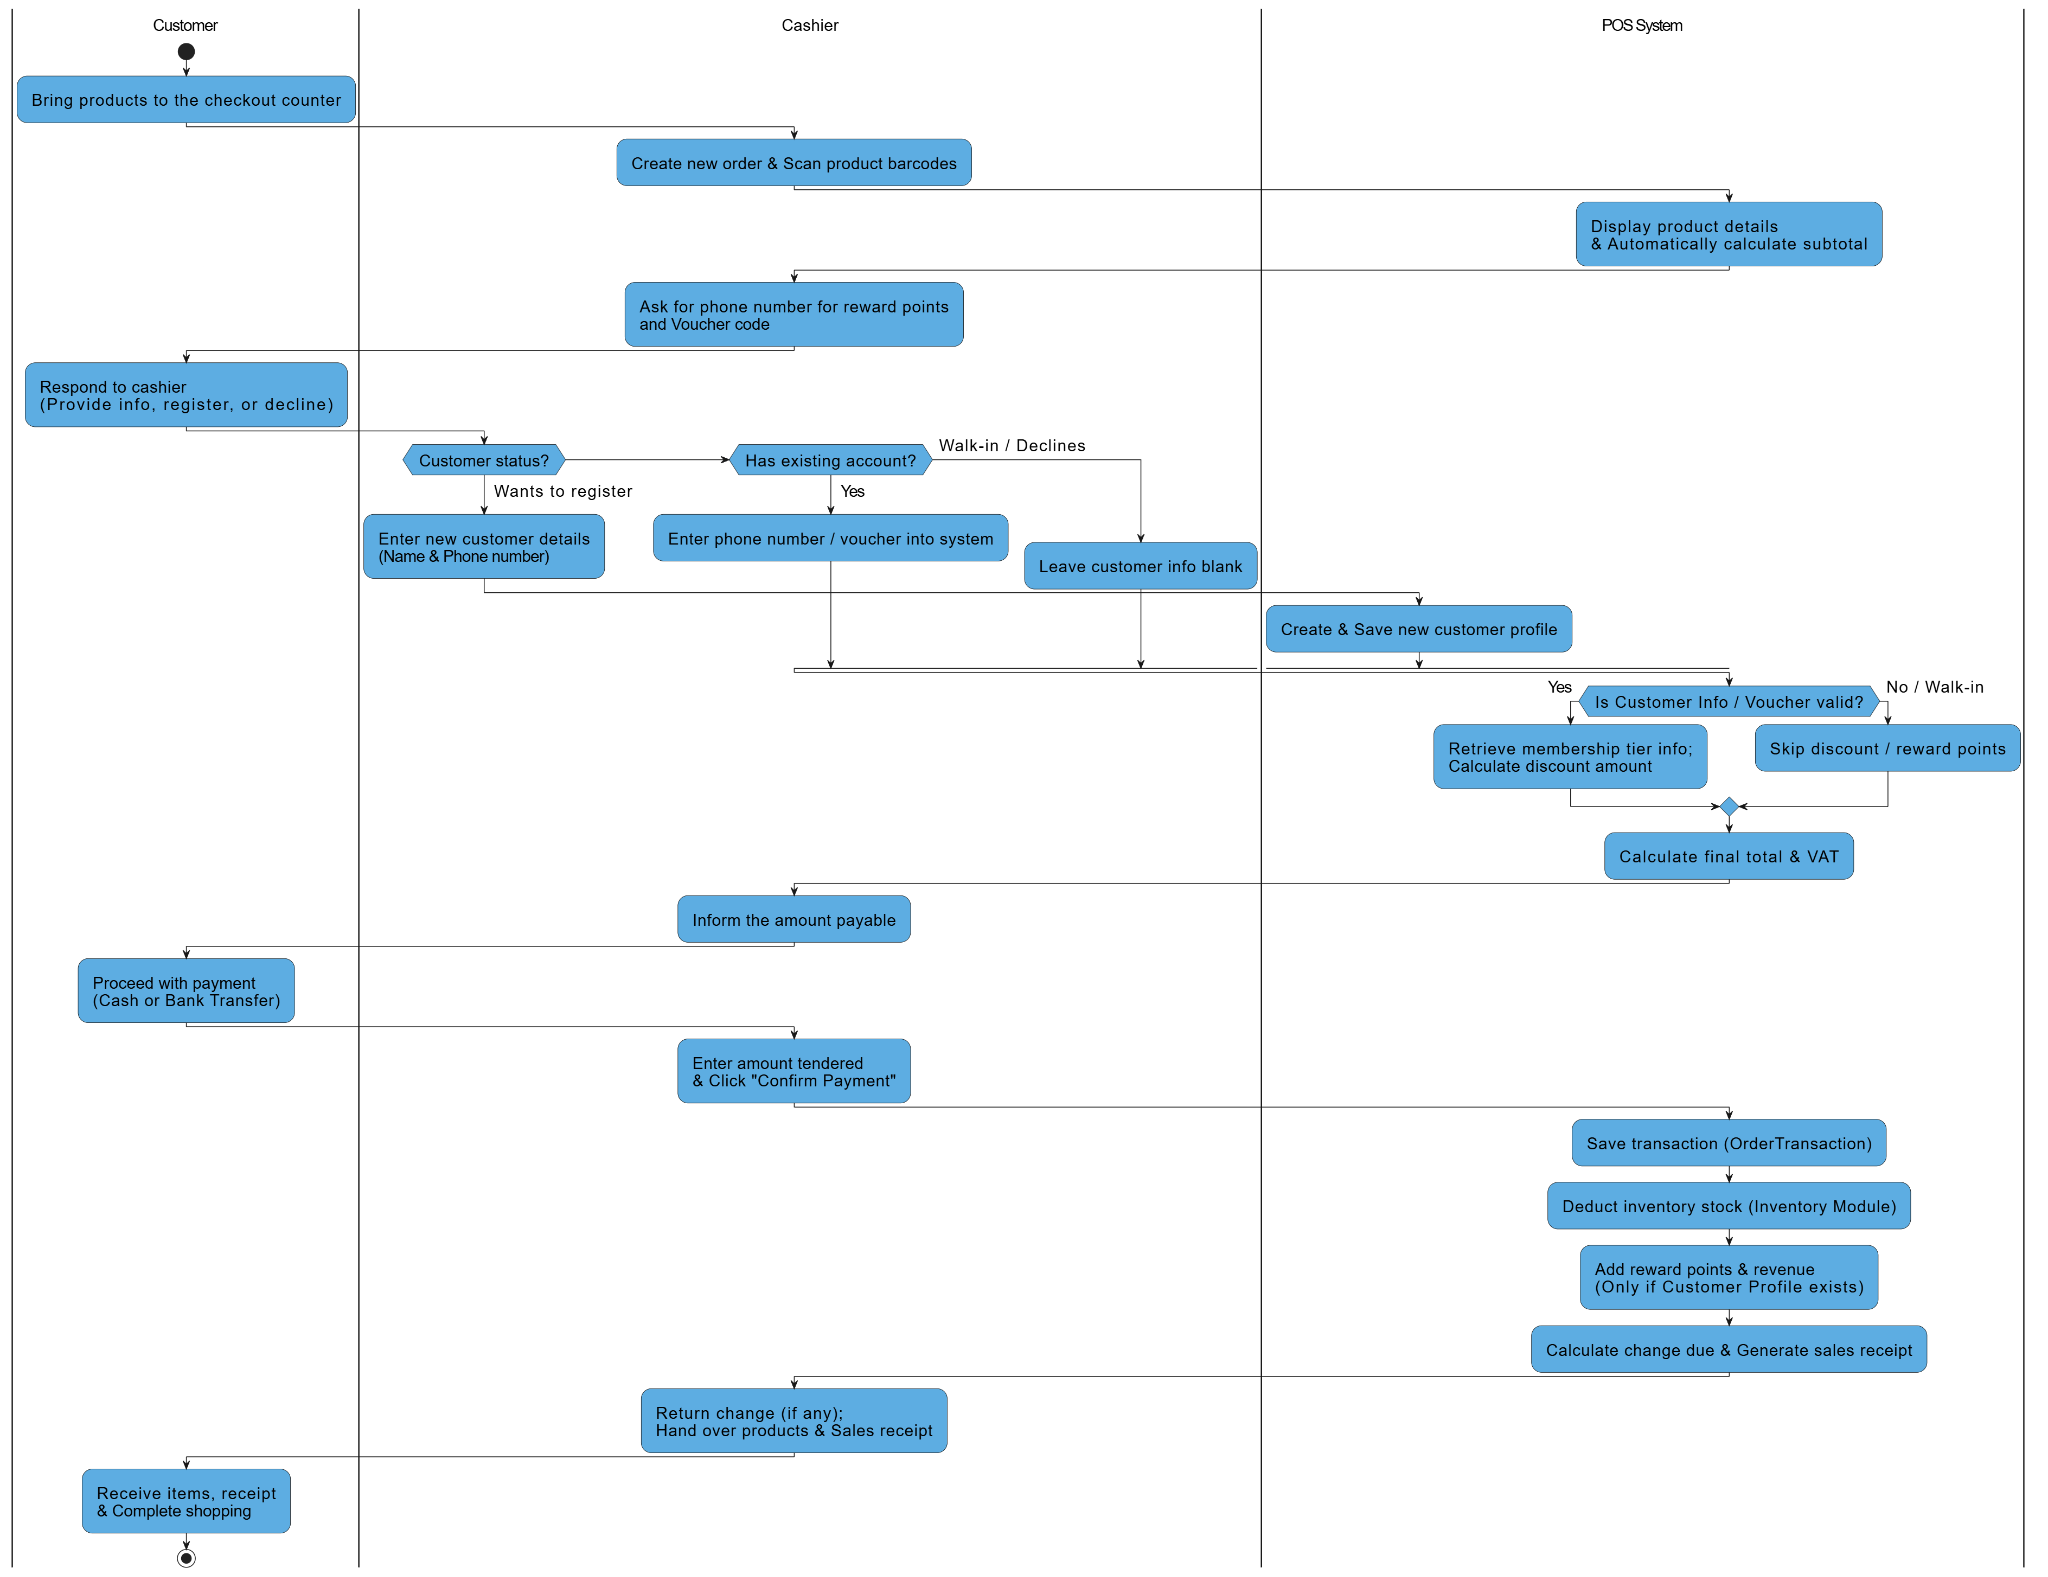 Customer
Cashier
POS System
Bring products to the checkout counter
Create new order & Scan product barcodes
Display product details
& Automatically calculate subtotal
Ask for phone number for reward points
and Voucher code
Respond to cashier
(Provide info, register, or decline)
Customer status?
Has existing account?
Walk-in / Declines
Wants to register
Yes
Enter new customer details
(Name & Phone number)
Enter phone number / voucher into system
Leave customer info blank
Create & Save new customer profile
Yes
Is Customer Info / Voucher valid?
No / Walk-in
Retrieve membership tier info;
Calculate discount amount
Skip discount / reward points
Calculate final total & VAT
Inform the amount payable
Proceed with payment
(Cash or Bank Transfer)
Enter amount tendered
& Click "Confirm Payment"
Save transaction (OrderTransaction)
Deduct inventory stock (Inventory Module)
Add reward points & revenue
(Only if Customer Profile exists)
Calculate change due & Generate sales receipt
Return change (if any);
Hand over products & Sales receipt
Receive items, receipt
& Complete shopping